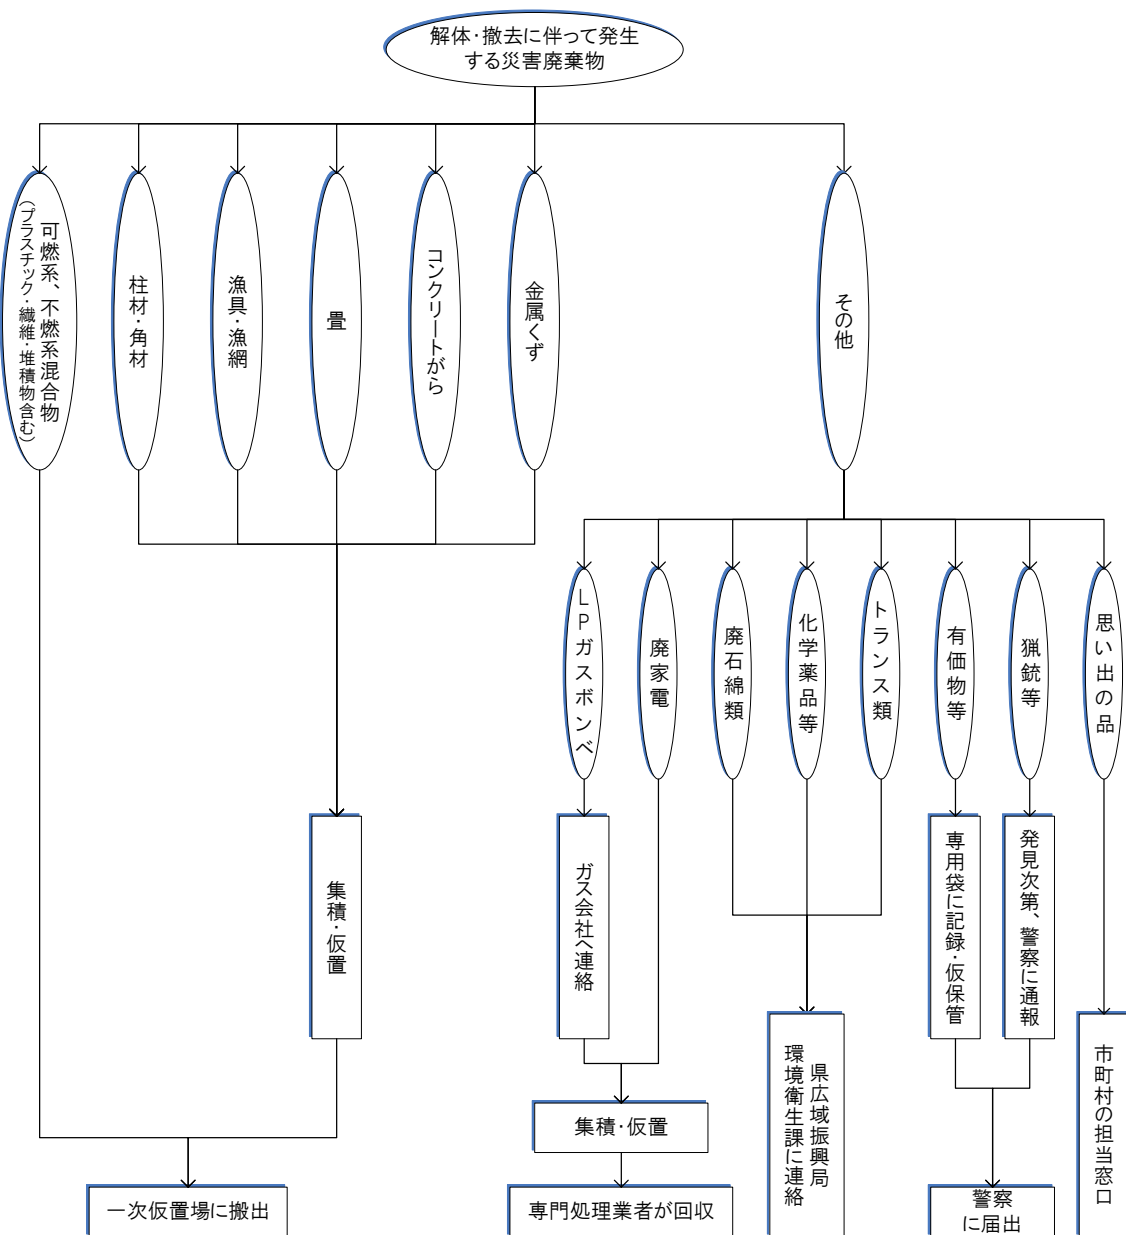 解体・撤去に伴って発生
する災害廃棄物
可燃系、不燃系混合物
（プラスチック・繊維・堆積物含む）
柱材・角材
漁具・漁網
畳
コンクリートがら
金属くず
その他
ＬＰガスボンベ
廃家電
廃石綿類
化学薬品等
トランス類
有価物等
猟銃等
思い出の品
集積・仮置
ガス会社へ連絡
専用袋に記録・仮保管
発見次第、警察に通報
県広域振興局
環境衛生課に連絡
市町村の担当窓口
集積・仮置
一次仮置場に搬出
専門処理業者が回収
警察
に届出